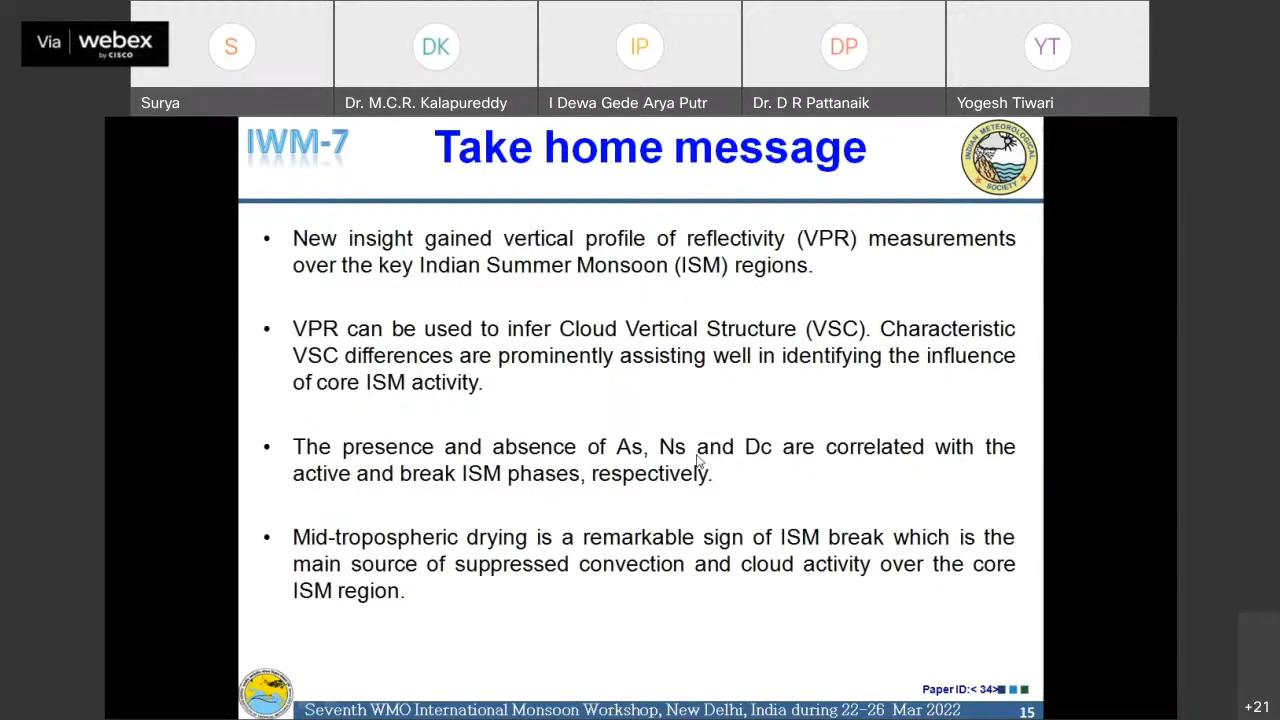 Via webex
by CISCO
S
DK
IP
DP
YT
Surya
Dr. M.C.R. Kalapureddy
I Dewa Gede Arya Putr
Dr. D R Pattanaik
Yogesh Tiwari
IWM-7
Take home message
INDIAN METEOROLOGICAL
SOCIETY
• New insight gained vertical profile of reflectivity (VPR) measurements
over the key Indian Summer Monsoon (ISM) regions.
• VPR can be used to infer Cloud Vertical Structure (VSC). Characteristic
VSC differences are prominently assisting well in identifying the influence
of core ISM activity.
• The presence and absence of As, Ns and Dc are correlated with the
active and break ISM phases, respectively.
• Mid-tropospheric drying is a remarkable sign of ISM break which is the
main source of suppressed convection and cloud activity over the core
ISM region.
Paper ID:< 34>
Seventh WMO International Monsoon Workshop, New Delhi, India during 22-26 Mar 2022
15
+21